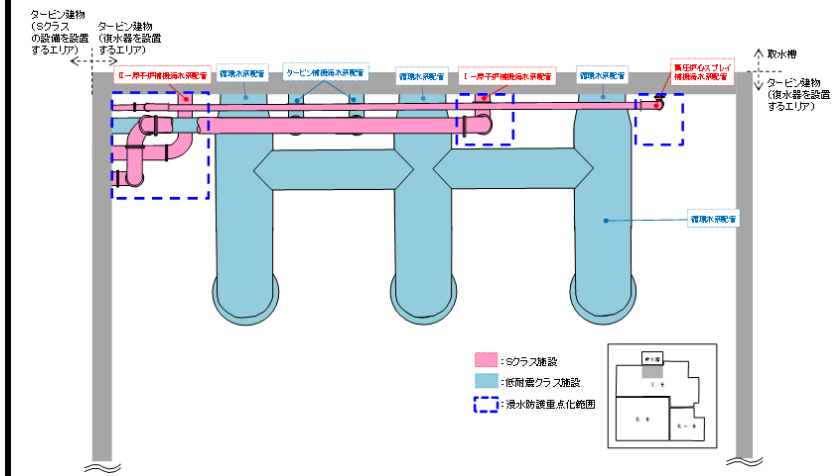 タービン建物
(Sクラス
の設備を設置
するエリア)
タービン建物
(復水器を設置
するエリア)
Ⅱ－原子炉補機海水系配管
循環水系配管
タービン補機海水系配管
循環水系配管
Ⅰ－原子炉補機海水系配管
循環水系配管
高圧炉心スプレイ
補機海水系配管
取水槽
タービン建物
(復水器を設置
するエリア)
循環水系配管
:Sクラス施設
:低耐震クラス施設
:浸水防護重点化範囲